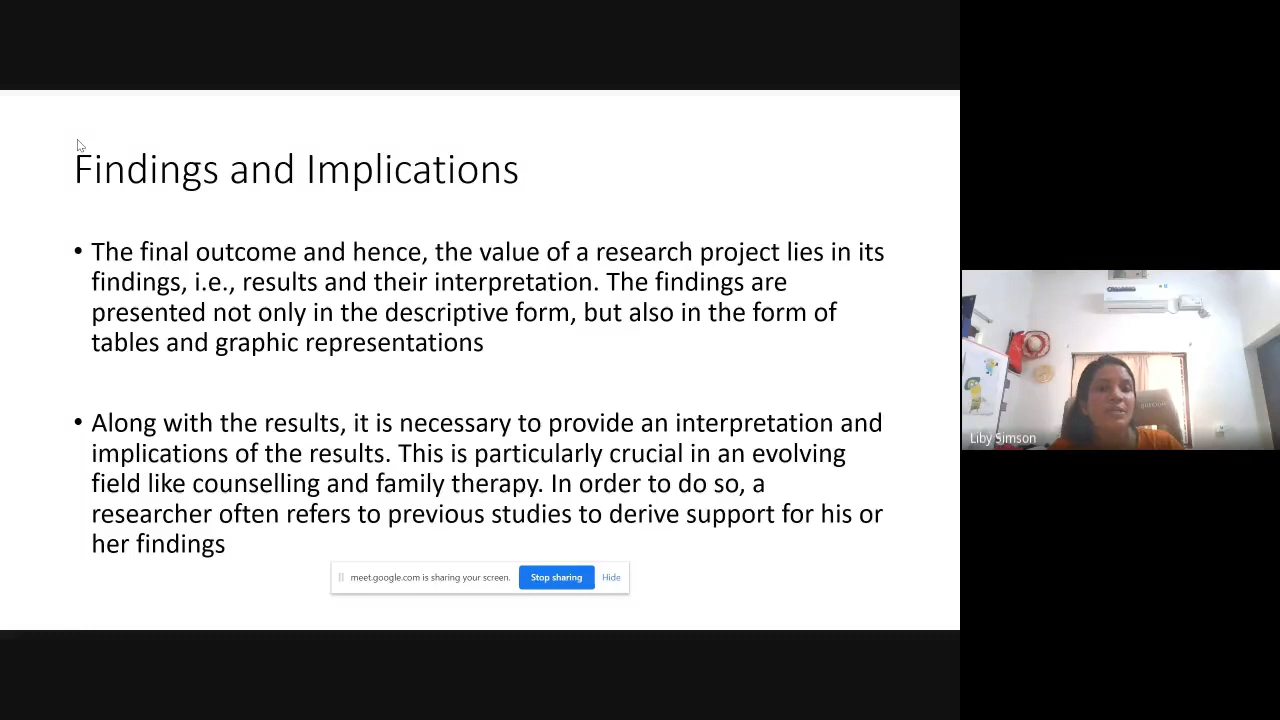 Findings and Implications
• The final outcome and hence, the value of a research project lies in its
findings, i.e., results and their interpretation. The findings are
presented not only in the descriptive form, but also in the form of
tables and graphic representations
• Along with the results, it is necessary to provide an interpretation and
implications of the results. This is particularly crucial in an evolving
field like counselling and family therapy. In order to do so, a
researcher often refers to previous studies to derive support for his or
her findings
meet.google.com is sharing your screen. Stop sharing Hide
Liby Simson